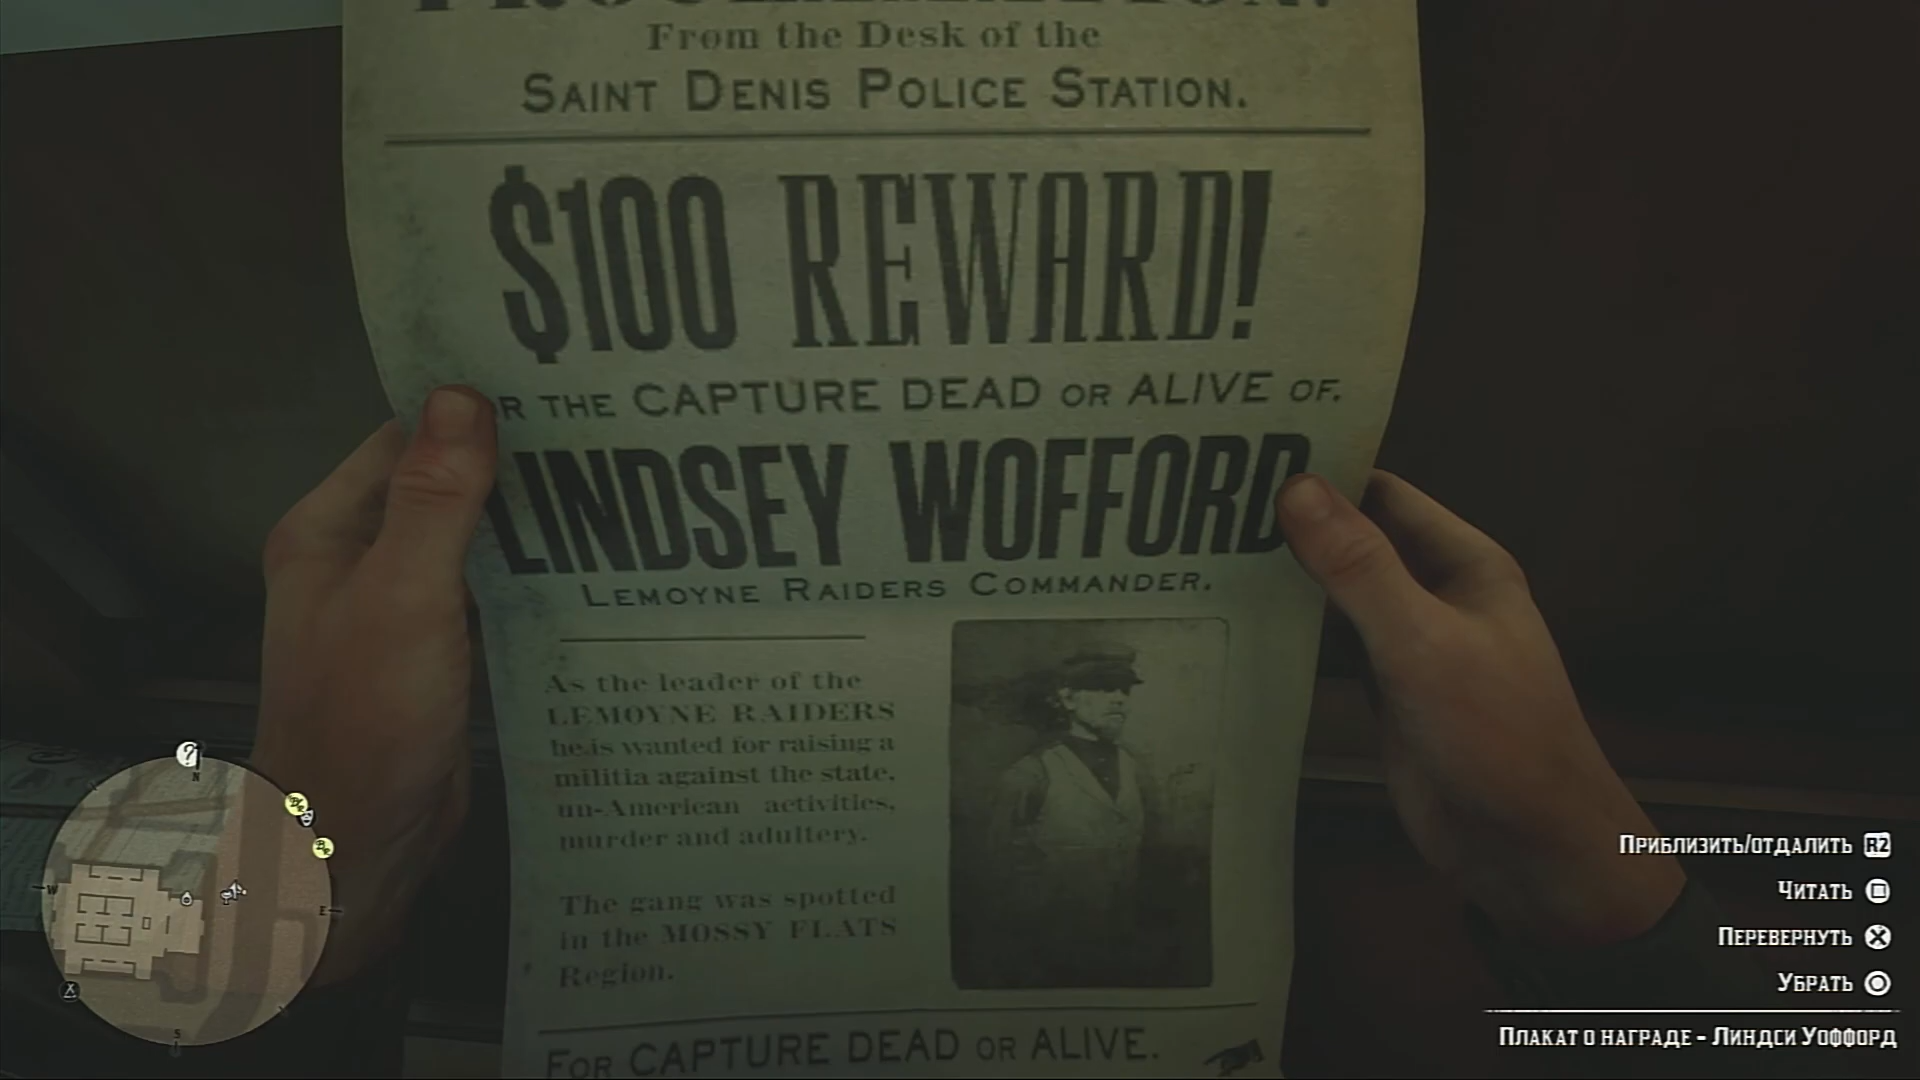 From the Desk of the
SAINT DENIS POLICE STATION.
$100 REWARD!
R THE CAPTURE DEAD OR ALIVE OF.
LINDSEY WOFFORD
LEMOYNE RAIDERS COMMANDER.
As the leader of the
LEMOYNE RAIDERS
he is wanted for raising a
militia against the state,
un-American activities,
murder and adultery.
The gang was spotted
in the MOSSY FLATS
Region.
FOR CAPTURE DEAD OR ALIVE.
N
W
E
S
ПРИБЛИЗИТЬ/ОТДАЛИТЬ R2
ЧИТАТЬ
ПЕРЕВЕРНУТЬ
УБРАТЬ
ПЛАКАТ О НАГРАДЕ - ЛИНДСИ УОФФОРД